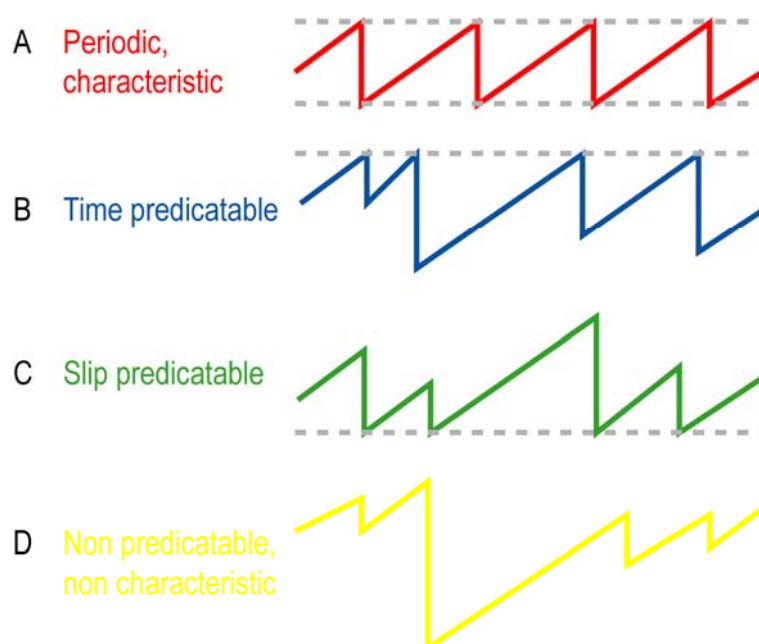 A Periodic,
characteristic
B Time predicatable
C Slip predicatable
D Non predicatable,
non characteristic